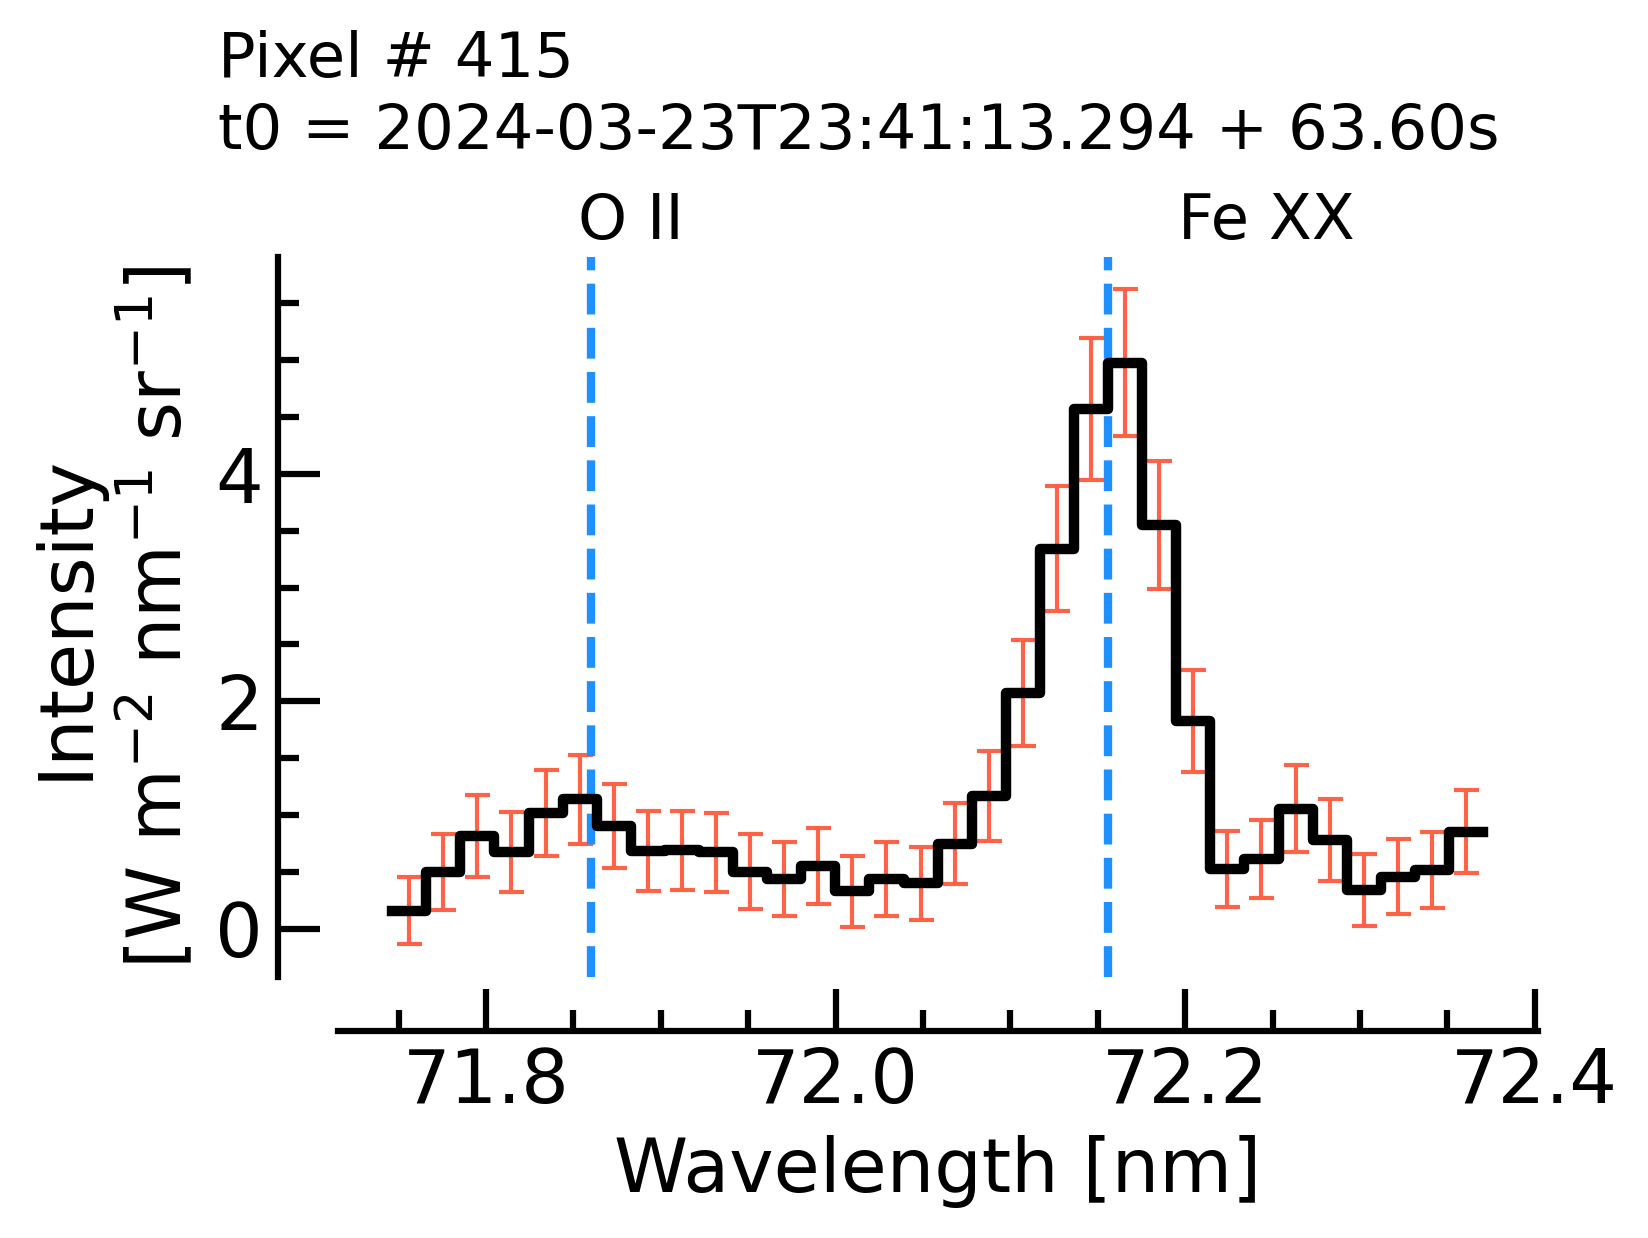 Pixel # 415
t0 = 2024-03-23T23:41:13.294 + 63.60s
O II
Fe XX
Intensity
[W m⁻² nm⁻¹ sr⁻¹]
4
2
0
71.8 72.0 72.2 72.4
Wavelength [nm]